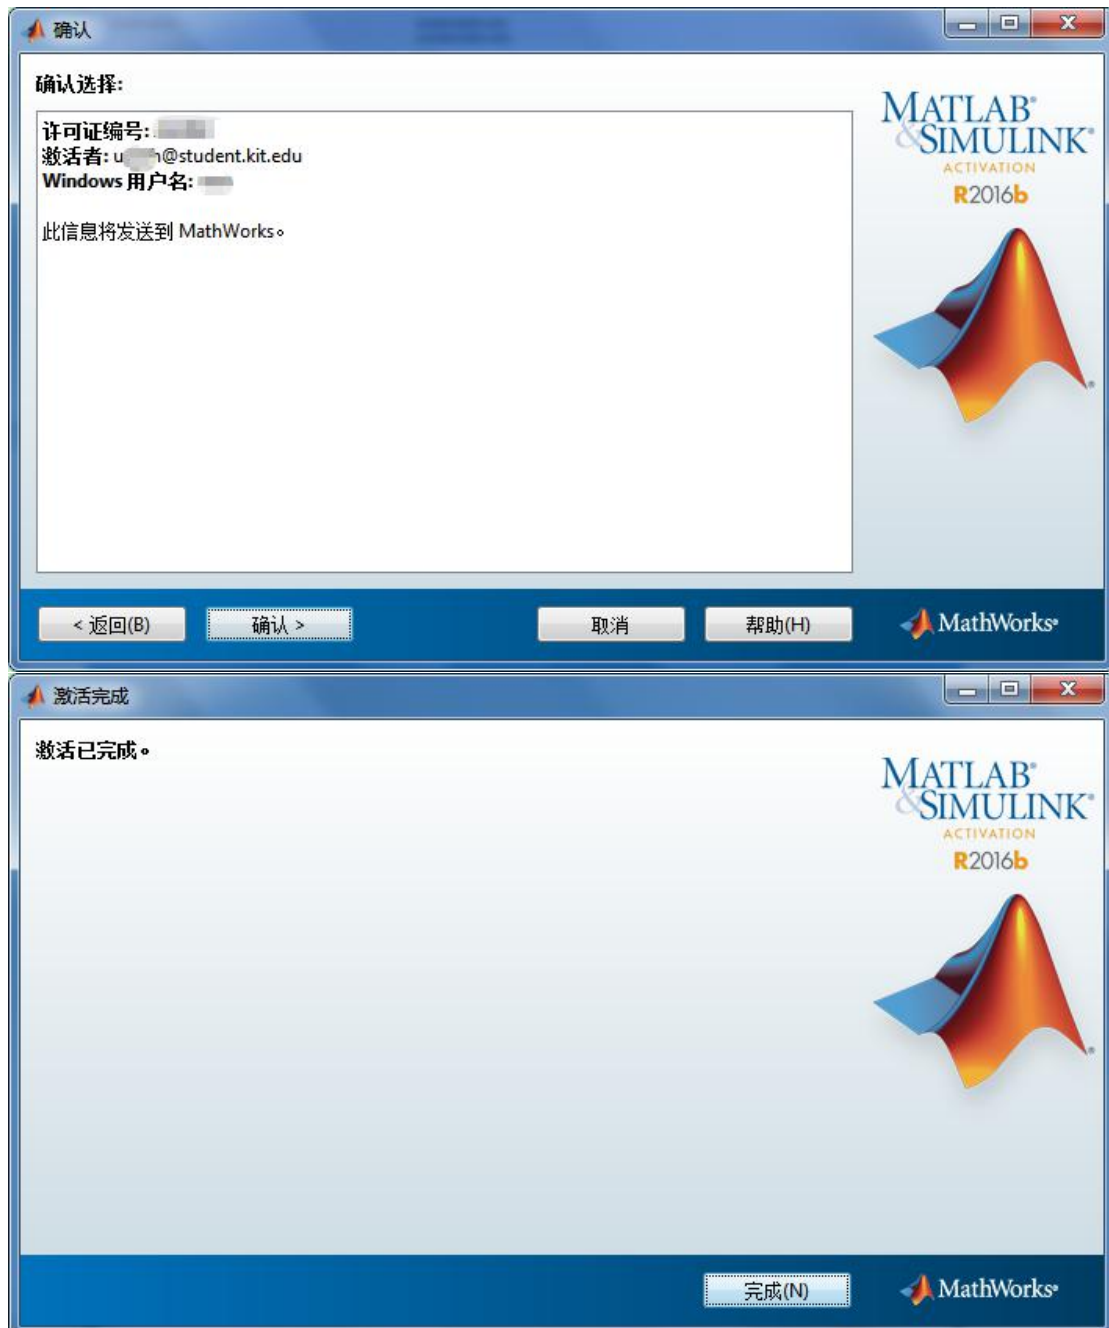 确认
确认选择:
许可证编号:
激活者: u h@student.kit.edu
Windows 用户名:
此信息将发送到 MathWorks。
MATLAB®
&SIMULINK®
ACTIVATION
R2016b
®
< 返回(B)
确认 >
取消
帮助(H)
MathWorks®
激活完成
激活已完成。
MATLAB®
&SIMULINK®
ACTIVATION
R2016b
®
完成(N)
MathWorks®